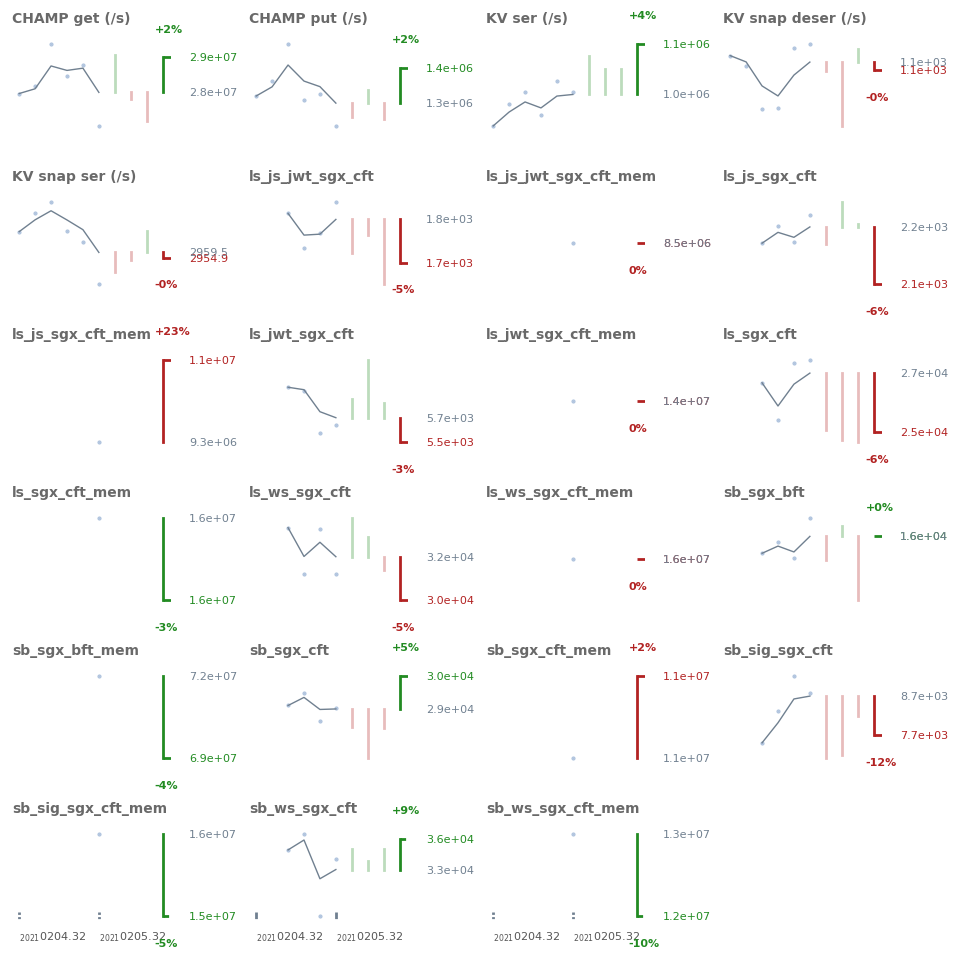 CHAMP get (/s)
+2%
2.9e+07
2.8e+07
CHAMP put (/s)
+2%
1.4e+06
1.3e+06
KV ser (/s)
+4%
1.1e+06
1.0e+06
KV snap deser (/s)
1.1e+03
1.1e+03
-0%
KV snap ser (/s)
2959.5
2954.9
-0%
ls_js_jwt_sgx_cft
1.8e+03
1.7e+03
-5%
ls_js_jwt_sgx_cft_mem
8.5e+06
0%
ls_js_sgx_cft
2.2e+03
2.1e+03
-6%
ls_js_sgx_cft_mem
+23%
1.1e+07
9.3e+06
ls_jwt_sgx_cft
5.7e+03
5.5e+03
-3%
ls_jwt_sgx_cft_mem
1.4e+07
0%
ls_sgx_cft
2.7e+04
2.5e+04
-6%
ls_sgx_cft_mem
1.6e+07
1.6e+07
-3%
ls_ws_sgx_cft
3.2e+04
3.0e+04
-5%
ls_ws_sgx_cft_mem
1.6e+07
0%
sb_sgx_bft
+0%
1.6e+04
sb_sgx_bft_mem
7.2e+07
6.9e+07
-4%
sb_sgx_cft
+5%
3.0e+04
2.9e+04
sb_sgx_cft_mem
+2%
1.1e+07
1.1e+07
sb_sig_sgx_cft
8.7e+03
7.7e+03
-12%
sb_sig_sgx_cft_mem
1.6e+07
1.5e+07
-5%
2021 0204.32 2021 0205.32
sb_ws_sgx_cft
+9%
3.6e+04
3.3e+04
2021 0204.32 2021 0205.32
sb_ws_sgx_cft_mem
1.3e+07
1.2e+07
-10%
2021 0204.32 2021 0205.32